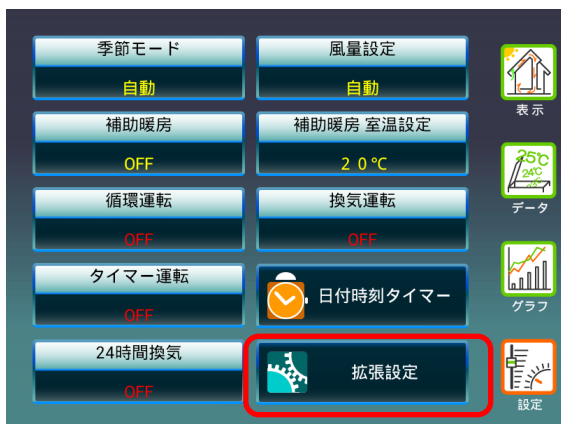 季節モード
自動
風量設定
自動
補助暖房
OFF
補助暖房 室温設定
20℃
循環運転
OFF
換気運転
OFF
タイマー運転
OFF
日付時刻タイマー
24時間換気
OFF
拡張設定
表示
25℃
24℃
データ
グラフ
設定